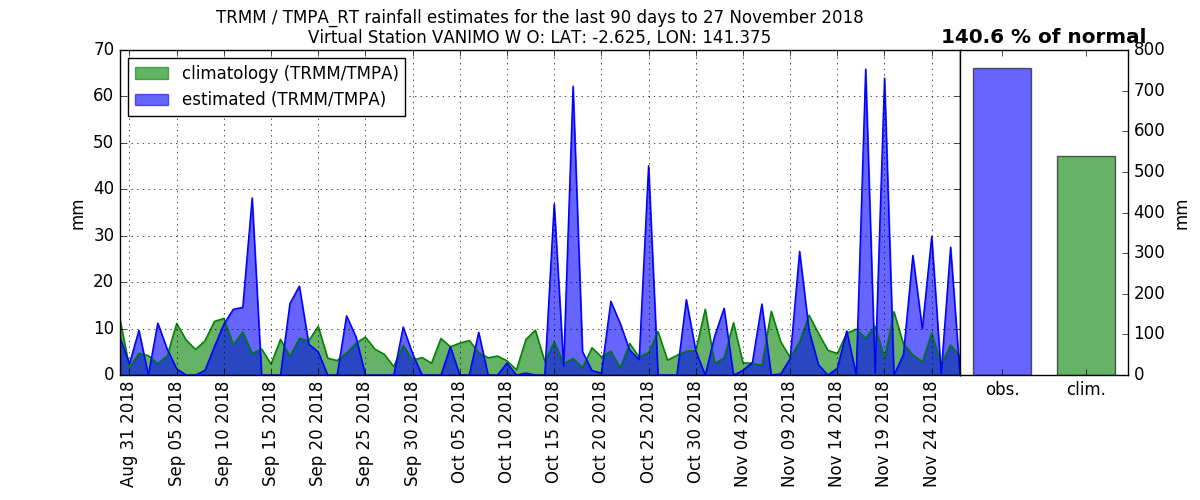 TRMM / TMPA_RT rainfall estimates for the last 90 days to 27 November 2018
Virtual Station VANIMO W O: LAT: -2.625, LON: 141.375
140.6 % of normal
climatology (TRMM/TMPA)
estimated (TRMM/TMPA)
70
60
50
40
30
20
10
0
mm
Aug 31 2018
Sep 05 2018
Sep 10 2018
Sep 15 2018
Sep 20 2018
Sep 25 2018
Sep 30 2018
Oct 05 2018
Oct 10 2018
Oct 15 2018
Oct 20 2018
Oct 25 2018
Oct 30 2018
Nov 04 2018
Nov 09 2018
Nov 14 2018
Nov 19 2018
Nov 24 2018
obs.
clim.
800
700
600
500
400
300
200
100
0
mm